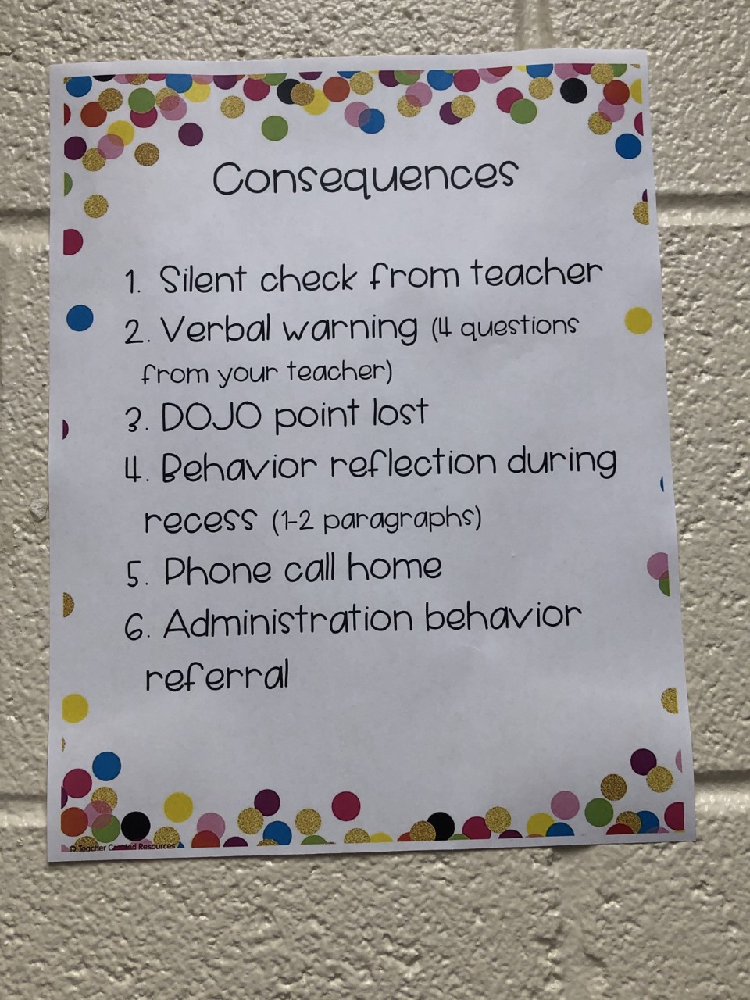 Consequences
1. Silent check from teacher
2. Verbal warning (4 questions
from your teacher)
3. DOJO point lost
4. Behavior reflection during
recess (1-2 paragraphs)
5. Phone call home
6. Administration behavior
referral
© Teacher Created Resources